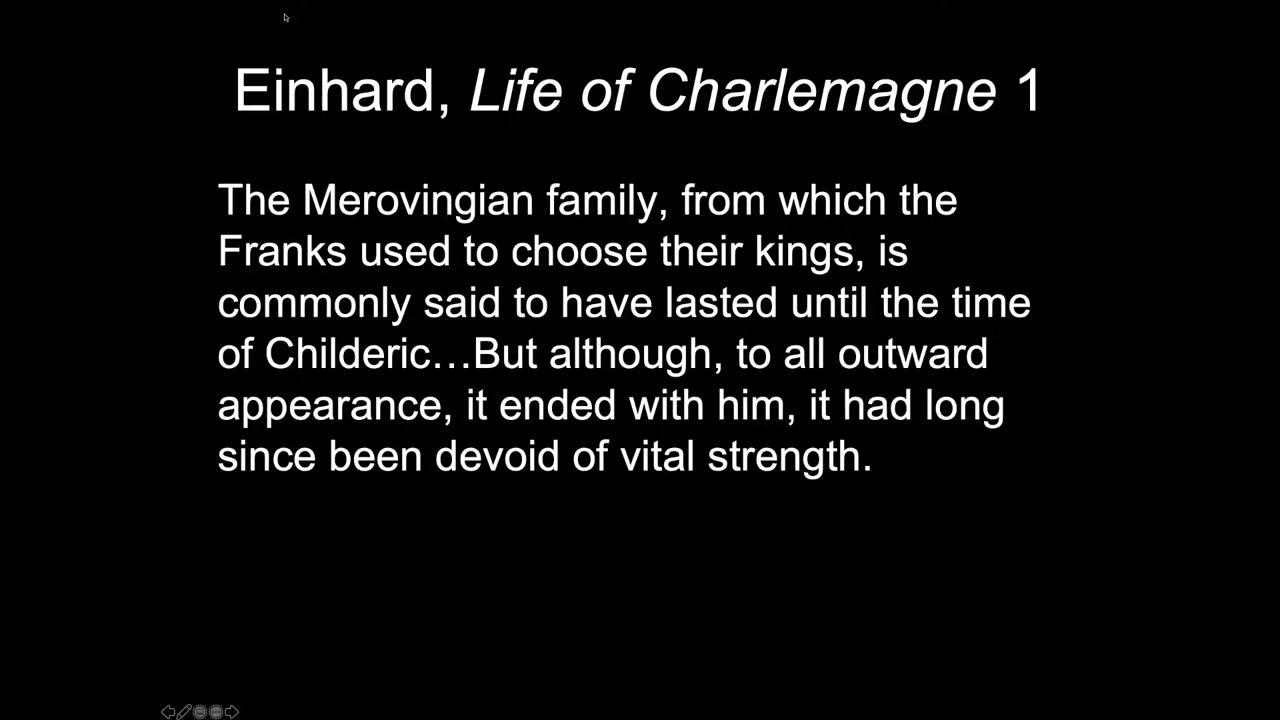 Einhard, Life of Charlemagne 1
The Merovingian family, from which the
Franks used to choose their kings, is
commonly said to have lasted until the time
of Childeric…But although, to all outward
appearance, it ended with him, it had long
since been devoid of vital strength.